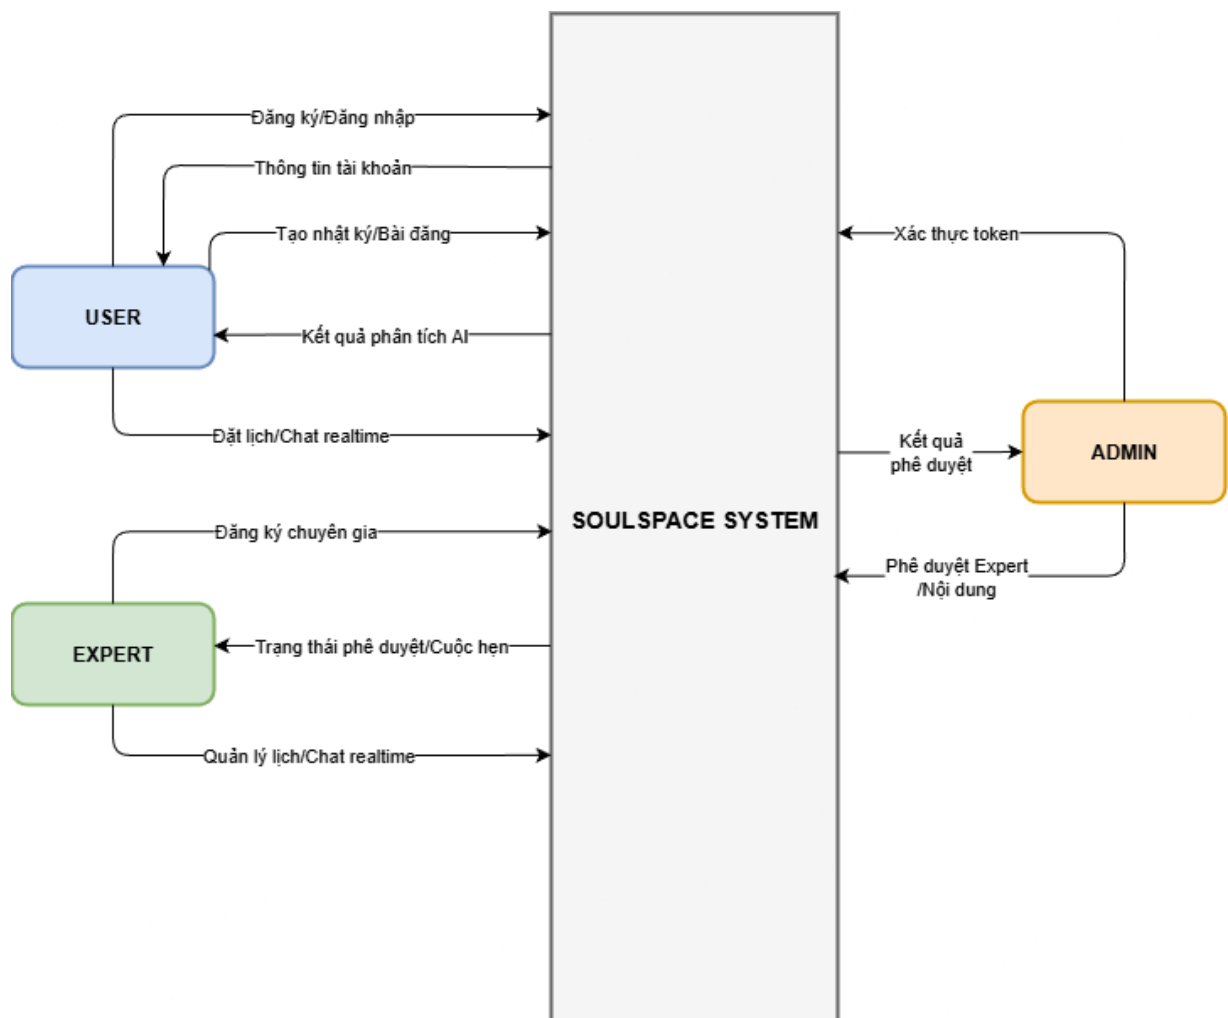 Đăng ký/Đăng nhập
Thông tin tài khoản
Tạo nhật ký/Bài đăng
Xác thực token
USER
Kết quả phân tích AI
Đặt lịch/Chat realtime
Kết quả
phê duyệt
ADMIN
SOULSPACE SYSTEM
Đăng ký chuyên gia
Phê duyệt Expert
/Nội dung
EXPERT
Trạng thái phê duyệt/Cuộc hẹn
Quản lý lịch/Chat realtime